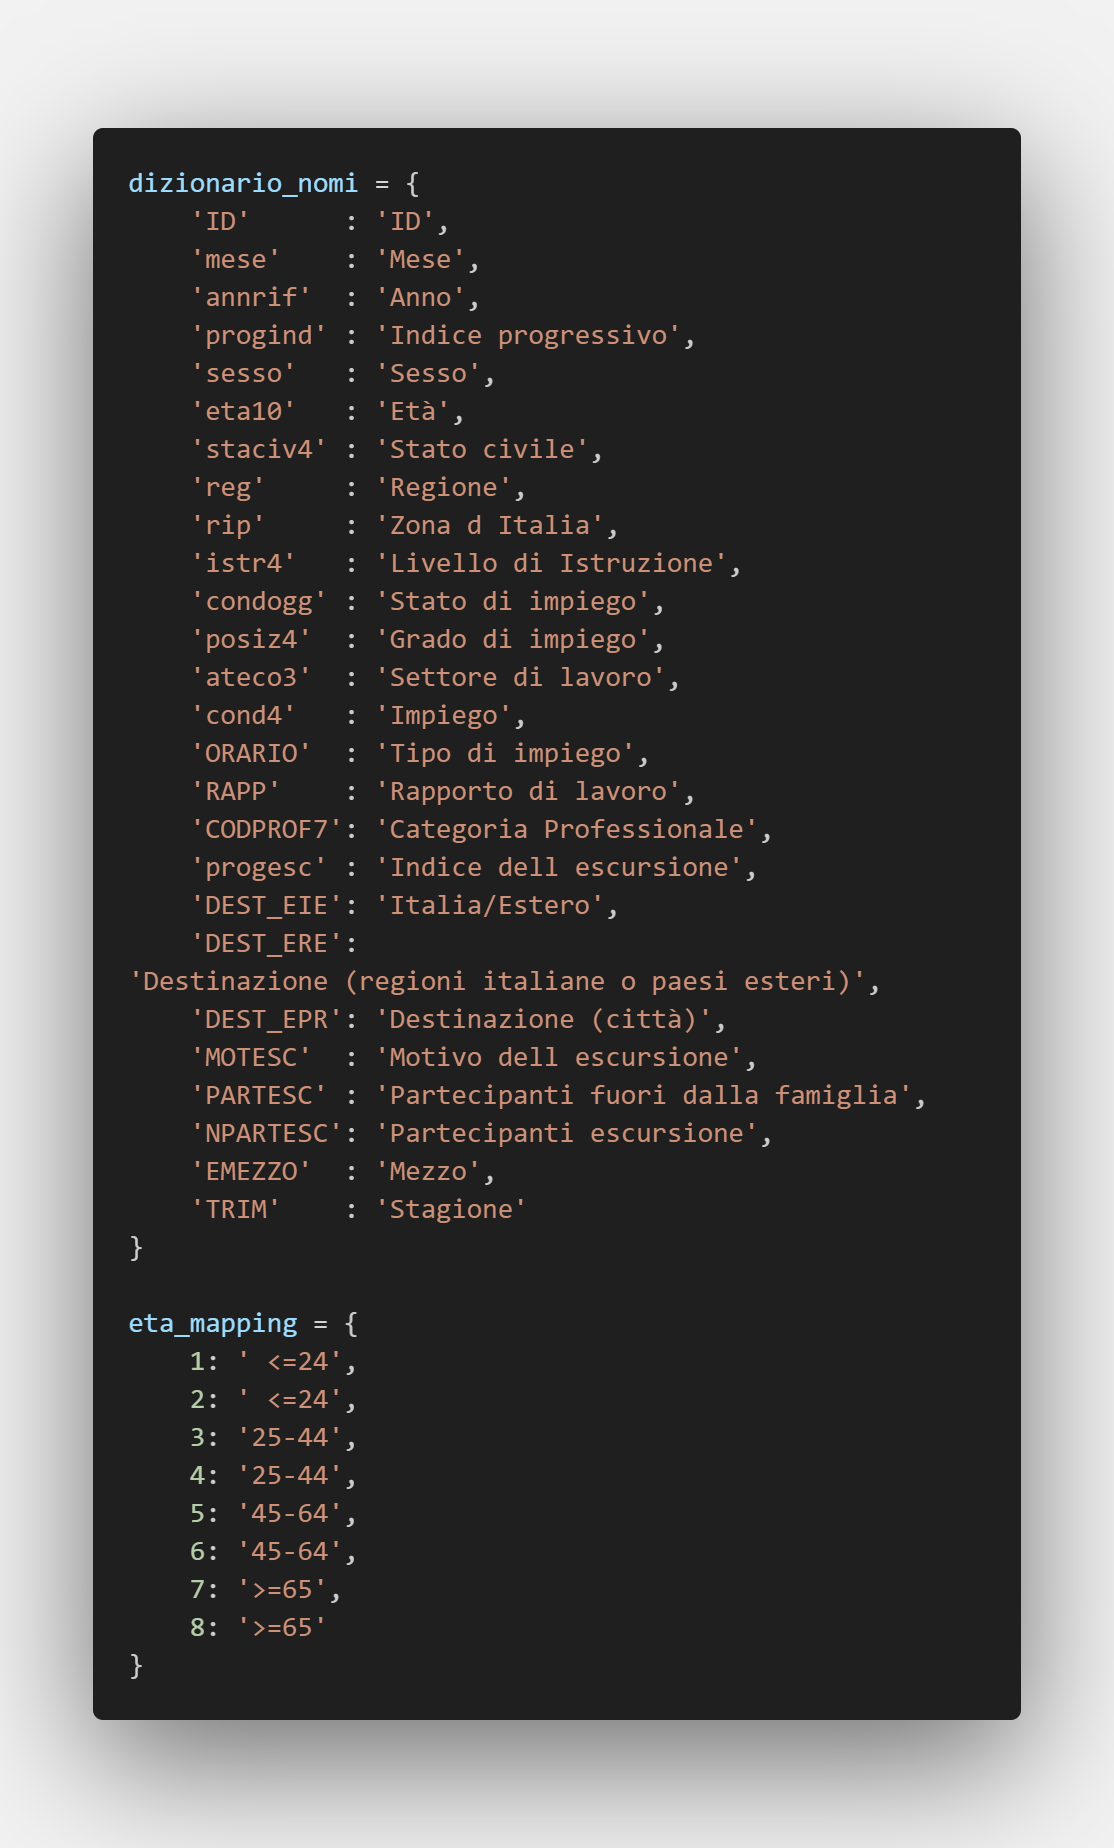 dizionario_nomi = {
    'ID'      : 'ID',
    'mese'    : 'Mese',
    'annrif'  : 'Anno',
    'progind' : 'Indice progressivo',
    'sesso'   : 'Sesso',
    'eta10'   : 'Età',
    'staciv4' : 'Stato civile',
    'reg'     : 'Regione',
    'rip'     : 'Zona d Italia',
    'istr4'   : 'Livello di Istruzione',
    'condogg' : 'Stato di impiego',
    'posiz4'  : 'Grado di impiego',
    'ateco3'  : 'Settore di lavoro',
    'cond4'   : 'Impiego',
    'ORARIO'  : 'Tipo di impiego',
    'RAPP'    : 'Rapporto di lavoro',
    'CODPROF7': 'Categoria Professionale',
    'progesc' : 'Indice dell escursione',
    'DEST_EIE': 'Italia/Estero',
    'DEST_ERE':
'Destinazione (regioni italiane o paesi esteri)',
    'DEST_EPR': 'Destinazione (città)',
    'MOTESC'  : 'Motivo dell escursione',
    'PARTESC' : 'Partecipanti fuori dalla famiglia',
    'NPARTESC': 'Partecipanti escursione',
    'EMEZZO'  : 'Mezzo',
    'TRIM'    : 'Stagione'
}

eta_mapping = {
    1: ' <=24',
    2: ' <=24',
    3: '25-44',
    4: '25-44',
    5: '45-64',
    6: '45-64',
    7: '>=65',
    8: '>=65'
}